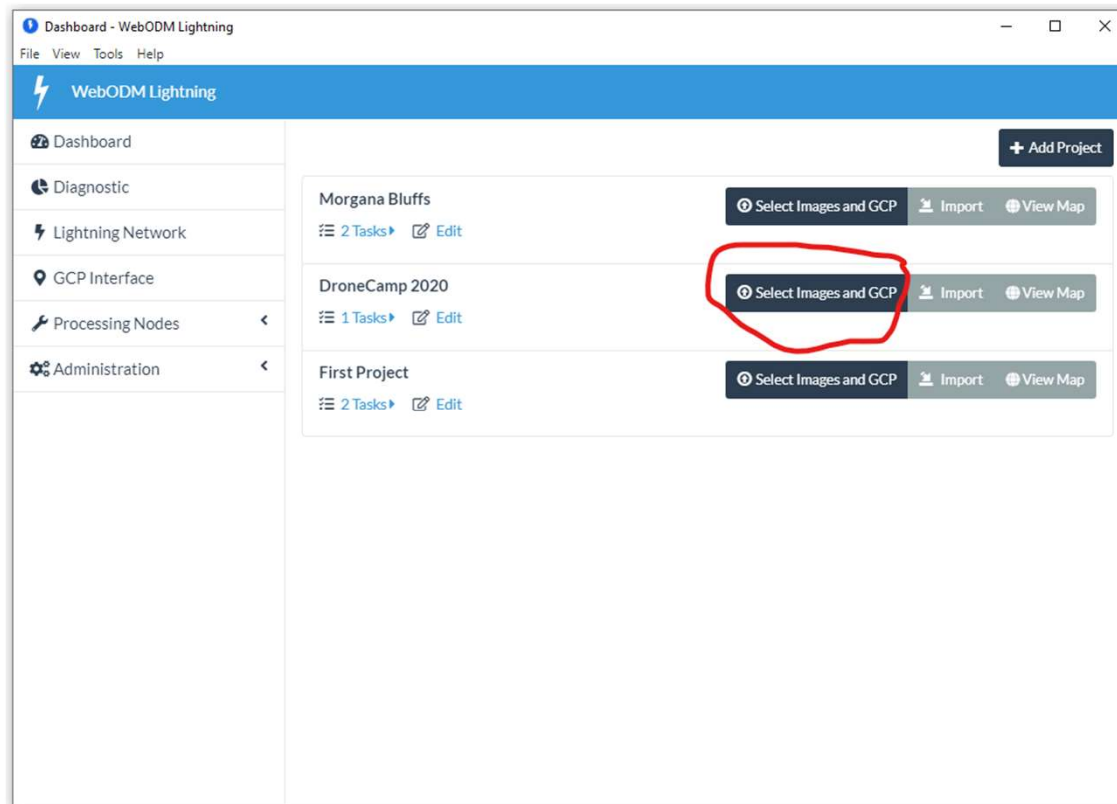 Dashboard - WebODM Lightning
File View Tools Help
WebODM Lightning
Dashboard
Diagnostic
Lightning Network
GCP Interface
Processing Nodes
Administration
Add Project
Morgana Bluffs
2 Tasks Edit
Select Images and GCP Import View Map
DroneCamp 2020
1 Tasks Edit
Select Images and GCP Import View Map
First Project
2 Tasks Edit
Select Images and GCP Import View Map